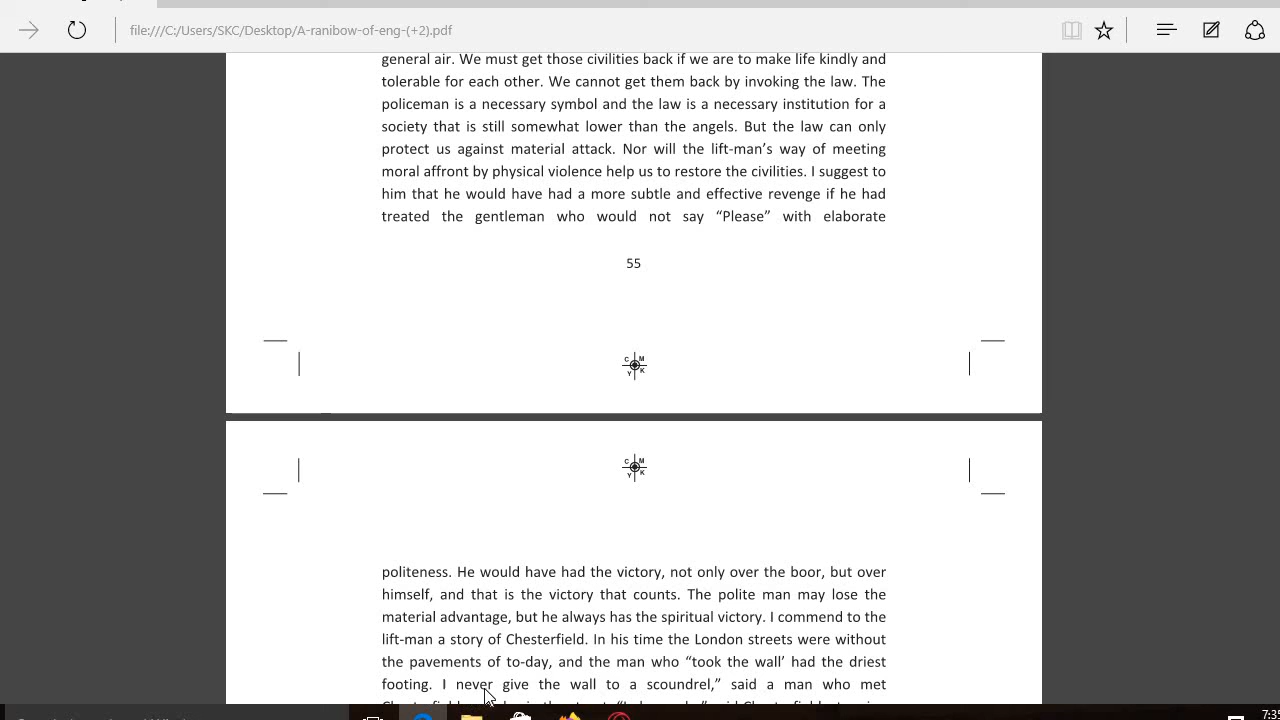 file:///C:/Users/SKC/Desktop/A-ranibow-of-eng-(+2).pdf
general air. We must get those civilities back if we are to make life kindly and
tolerable for each other. We cannot get them back by invoking the law. The
policeman is a necessary symbol and the law is a necessary institution for a
society that is still somewhat lower than the angels. But the law can only
protect us against material attack. Nor will the lift-man’s way of meeting
moral affront by physical violence help us to restore the civilities. I suggest to
him that he would have had a more subtle and effective revenge if he had
treated the gentleman who would not say “Please” with elaborate
55
C M
Y K
C M
Y K
politeness. He would have had the victory, not only over the boor, but over
himself, and that is the victory that counts. The polite man may lose the
material advantage, but he always has the spiritual victory. I commend to the
lift-man a story of Chesterfield. In his time the London streets were without
the pavements of to-day, and the man who “took the wall’ had the driest
footing. I never give the wall to a scoundrel,” said a man who met